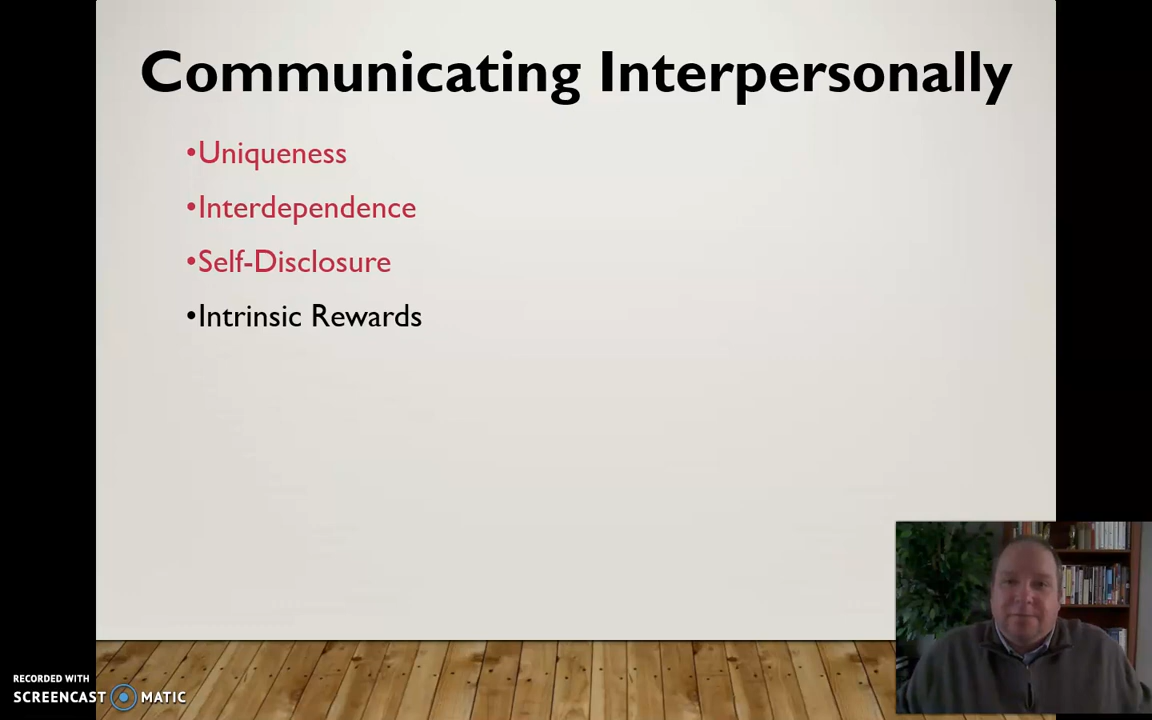 Communicating Interpersonally
•Uniqueness
•Interdependence
•Self-Disclosure
•Intrinsic Rewards
RECORDED WITH
SCREENCAST MATIC